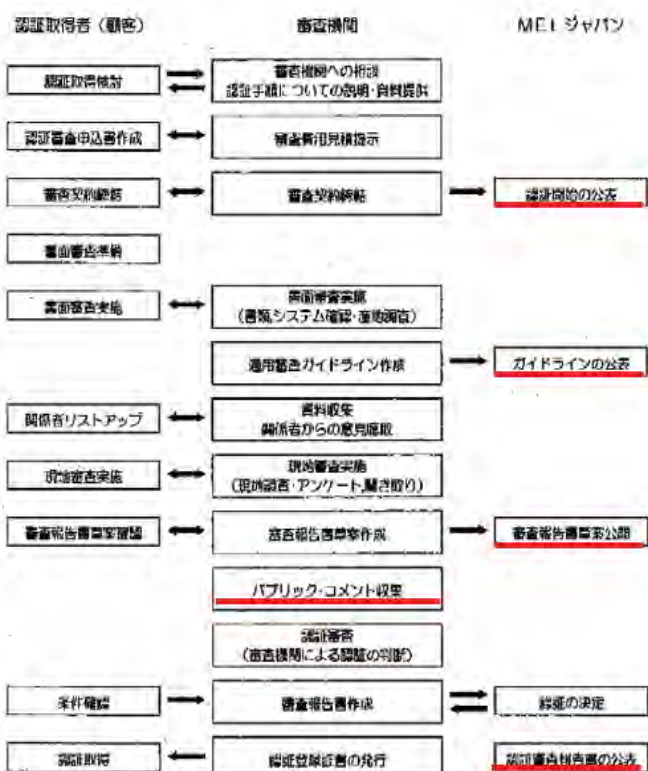 認証取得者（顧客）
審査機関
MELジャパン
認証取得検討
審査機関への相談
認証手順についての説明・資料提供
認証審査申込書作成
審査費用見積提示
審査契約締結
審査契約締結
認証開始の公表
書面審査準備
書面審査実施
書面審査実施
（書類,システム確認・産地調査）
適用審査ガイドライン作成
ガイドラインの公表
関係者リストアップ
資料収集
関係者からの意見聴取
現地審査実施
現地審査実施
（現地調査・アンケート,聞き取り）
審査報告書草案確認
審査報告書草案作成
審査報告書草案公開
パブリック・コメント収集
認証審査
（審査機関による認証の判断）
条件確認
審査報告書作成
認証の決定
認証取得
認証登録証書の発行
認証審査報告書の公表